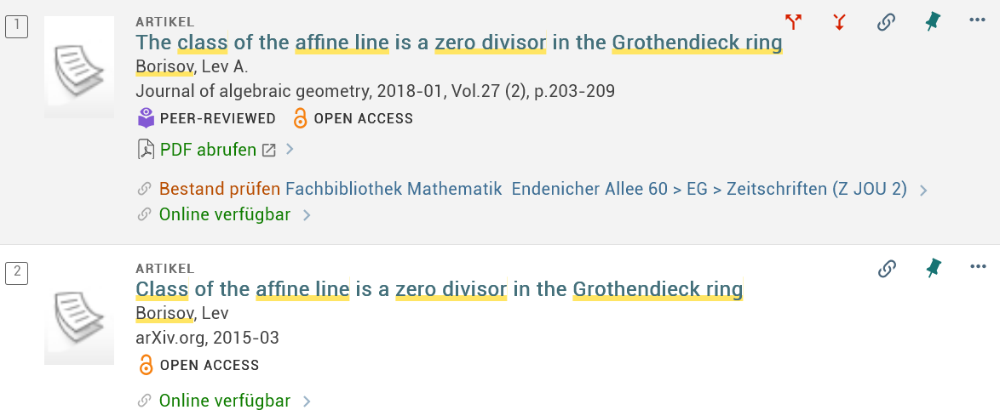 1
ARTIKEL
The class of the affine line is a zero divisor in the Grothendieck ring
Borisov, Lev A.
Journal of algebraic geometry, 2018-01, Vol.27 (2), p.203-209
PEER-REVIEWED OPEN ACCESS
PDF abrufen
Bestand prüfen Fachbibliothek Mathematik Endenicher Allee 60 > EG > Zeitschriften (Z JOU 2)
Online verfügbar
2
ARTIKEL
Class of the affine line is a zero divisor in the Grothendieck ring
Borisov, Lev
arXiv.org, 2015-03
OPEN ACCESS
Online verfügbar